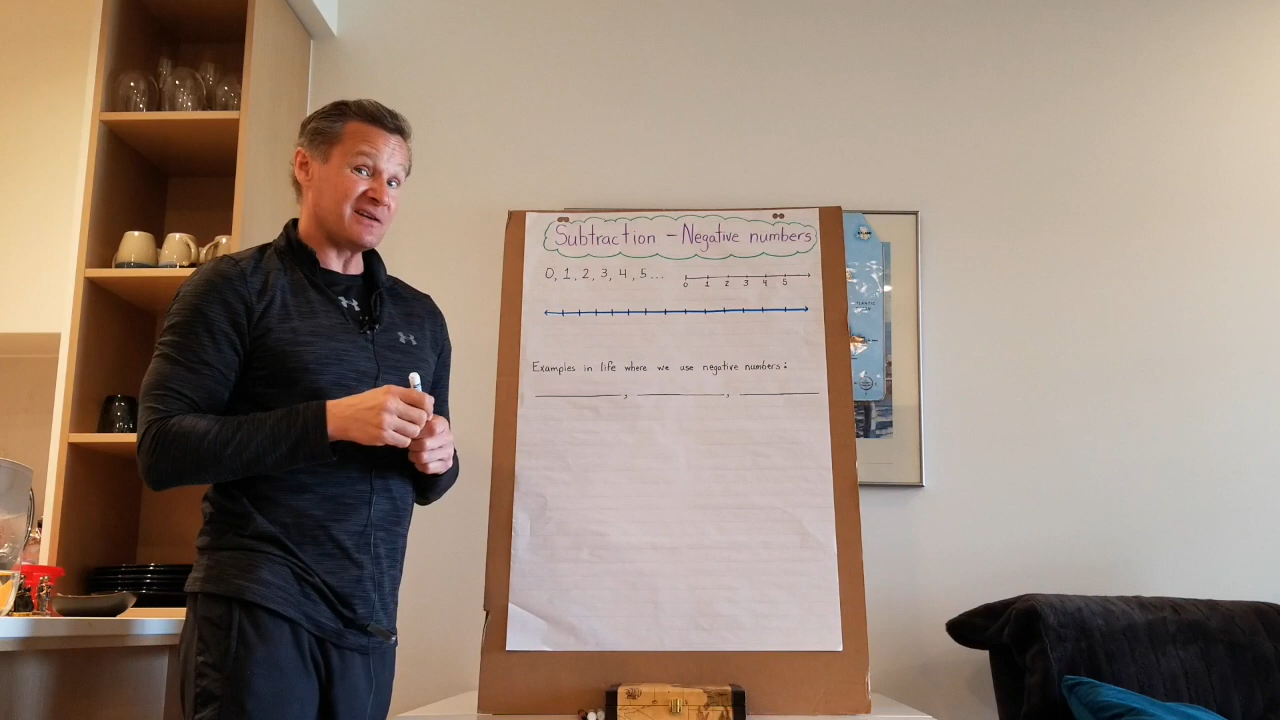 Subtraction - Negative numbers
0, 1, 2, 3, 4, 5...
0 1 2 3 4 5
Examples in life where we use negative numbers: